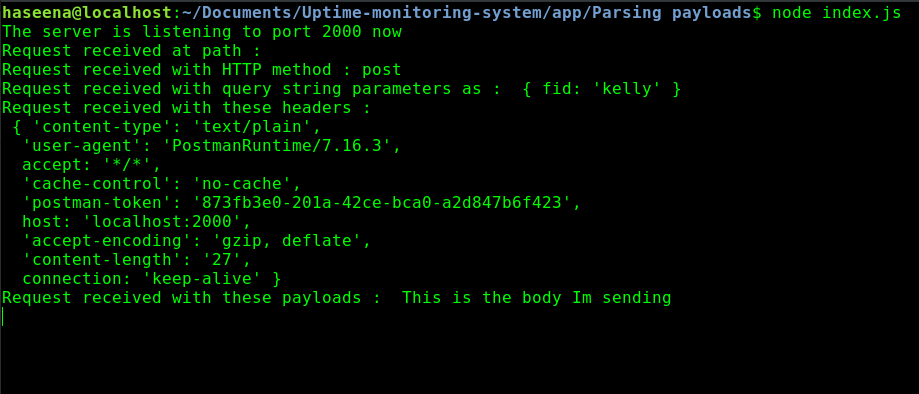 haseena@localhost:~/Documents/Uptime-monitoring-system/app/Parsing payloads$ node index.js
The server is listening to port 2000 now
Request received at path :
Request received with HTTP method : post
Request received with query string parameters as :  { fid: 'kelly' }
Request received with these headers :
 { 'content-type': 'text/plain',
  'user-agent': 'PostmanRuntime/7.16.3',
  accept: '*/*',
  'cache-control': 'no-cache',
  'postman-token': '873fb3e0-201a-42ce-bca0-a2d847b6f423',
  host: 'localhost:2000',
  'accept-encoding': 'gzip, deflate',
  'content-length': '27',
  connection: 'keep-alive' }
Request received with these payloads :  This is the body Im sending